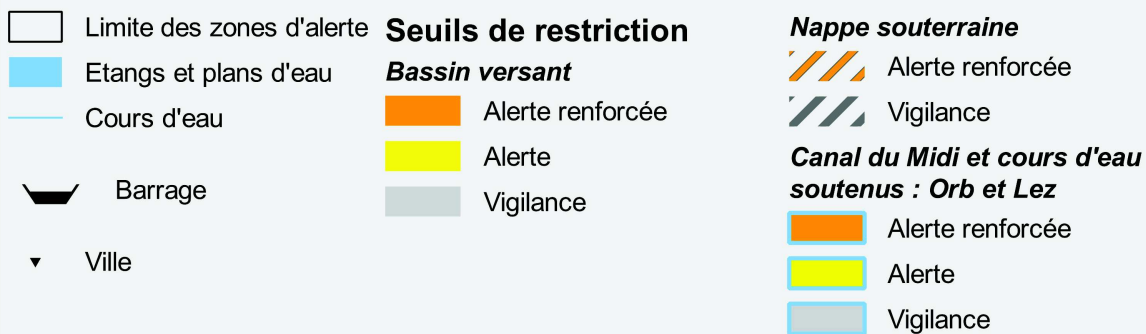 Limite des zones d'alerte
Etangs et plans d'eau
Cours d'eau
Barrage
Ville
Seuils de restriction
Bassin versant
Alerte renforcée
Alerte
Vigilance
Nappe souterraine
Alerte renforcée
Vigilance
Canal du Midi et cours d'eau
soutenus : Orb et Lez
Alerte renforcée
Alerte
Vigilance